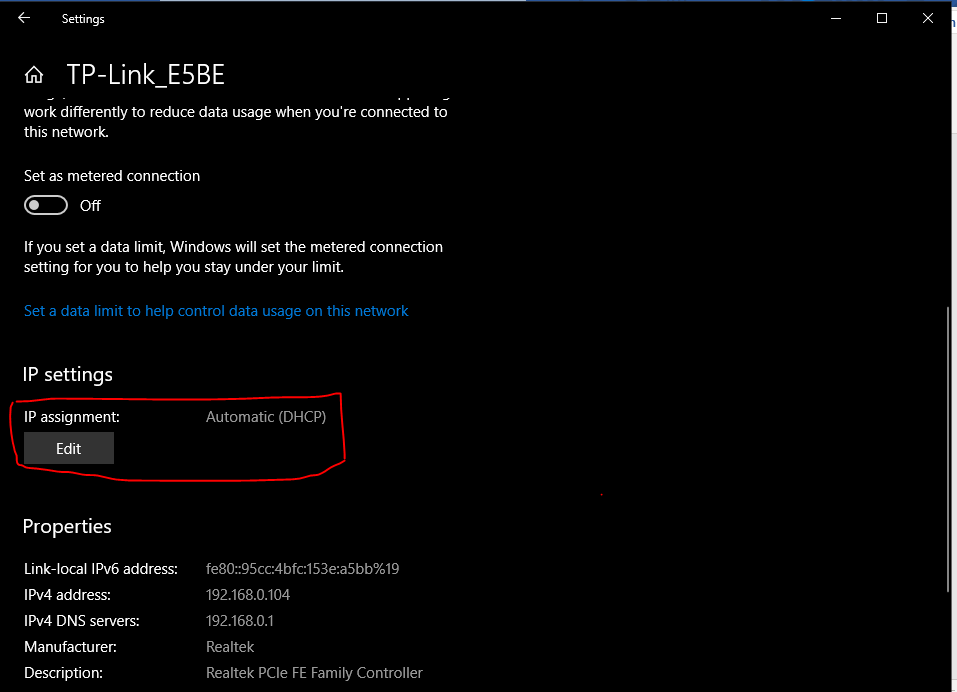 Settings
TP-Link_E5BE
work differently to reduce data usage when you're connected to
this network.
Set as metered connection
Off
If you set a data limit, Windows will set the metered connection
setting for you to help you stay under your limit.
Set a data limit to help control data usage on this network
IP settings
IP assignment: Automatic (DHCP)
Edit
Properties
Link-local IPv6 address: fe80::95cc:4bfc:153e:a5bb%19
IPv4 address: 192.168.0.104
IPv4 DNS servers: 192.168.0.1
Manufacturer: Realtek
Description: Realtek PCIe FE Family Controller